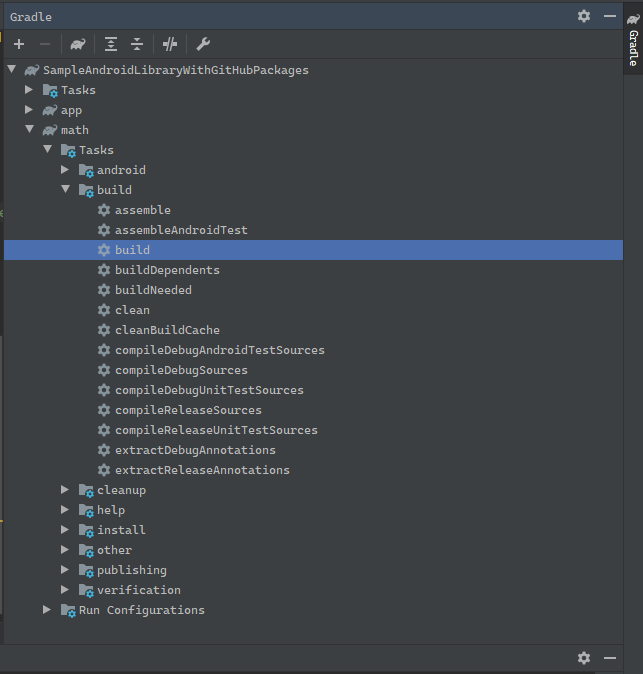 Gradle
Gradle
SampleAndroidLibraryWithGitHubPackages
Tasks
app
math
Tasks
android
build
assemble
assembleAndroidTest
build
buildDependents
buildNeeded
clean
cleanBuildCache
compileDebugAndroidTestSources
compileDebugSources
compileDebugUnitTestSources
compileReleaseSources
compileReleaseUnitTestSources
extractDebugAnnotations
extractReleaseAnnotations
cleanup
help
install
other
publishing
verification
Run Configurations